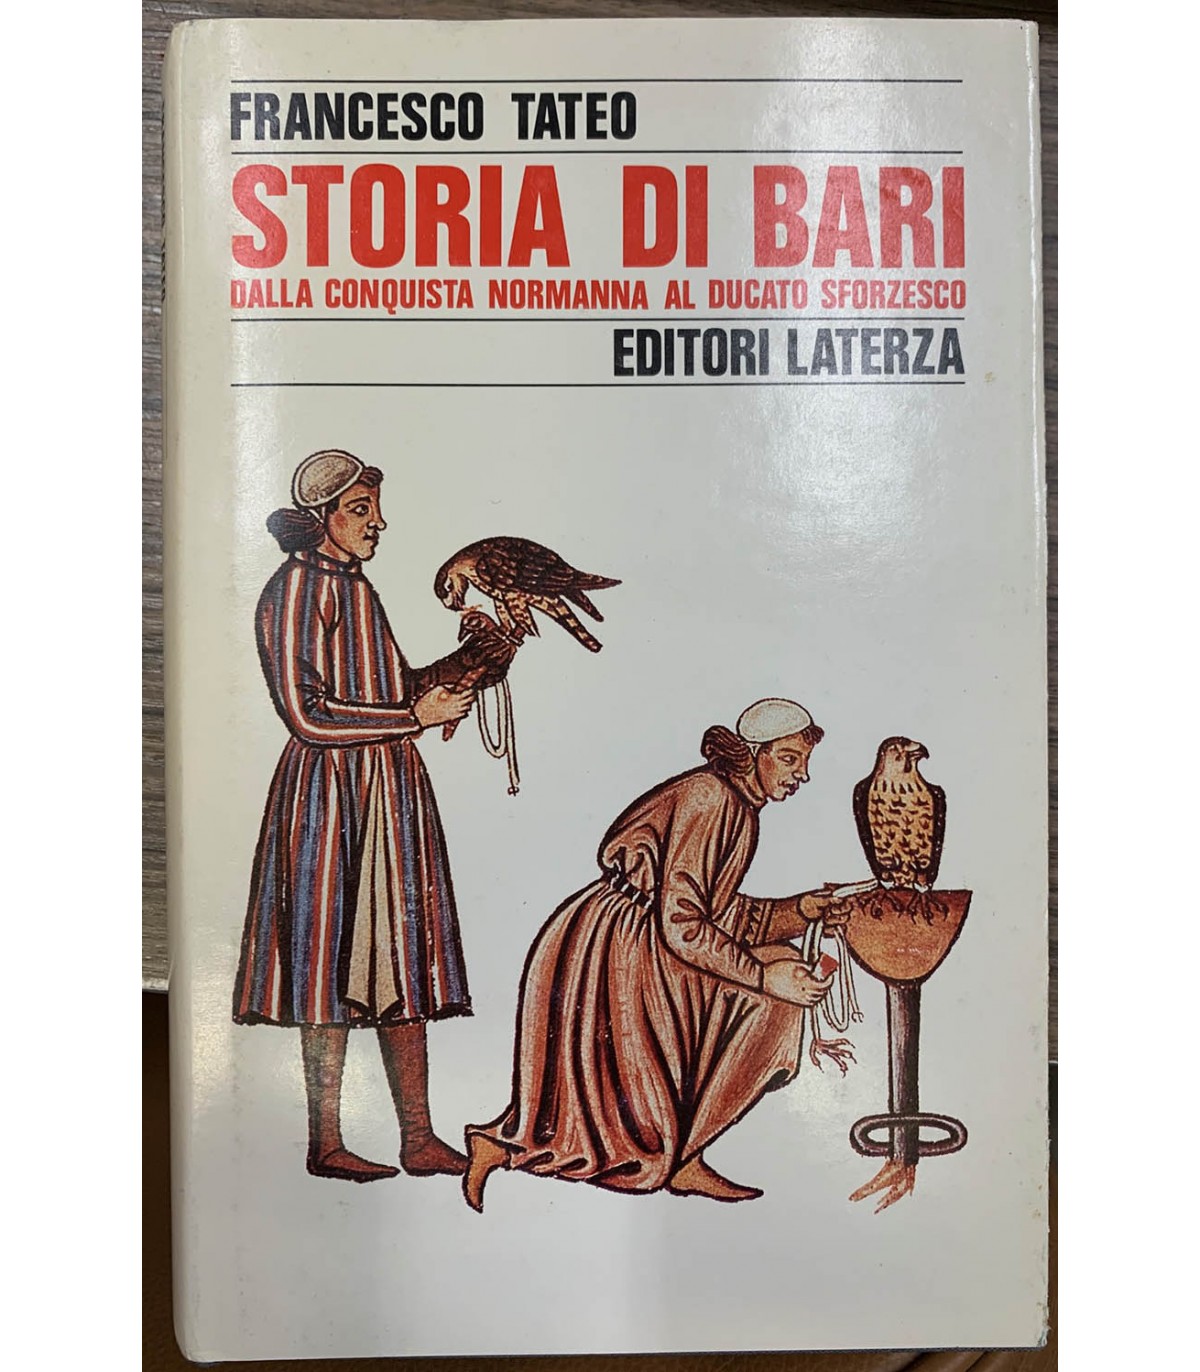 FRANCESCO TATEO
STORIA DI BARI
DALLA CONQUISTA NORMANNA AL DUCATO SFORZESCO
EDITORI LATERZA